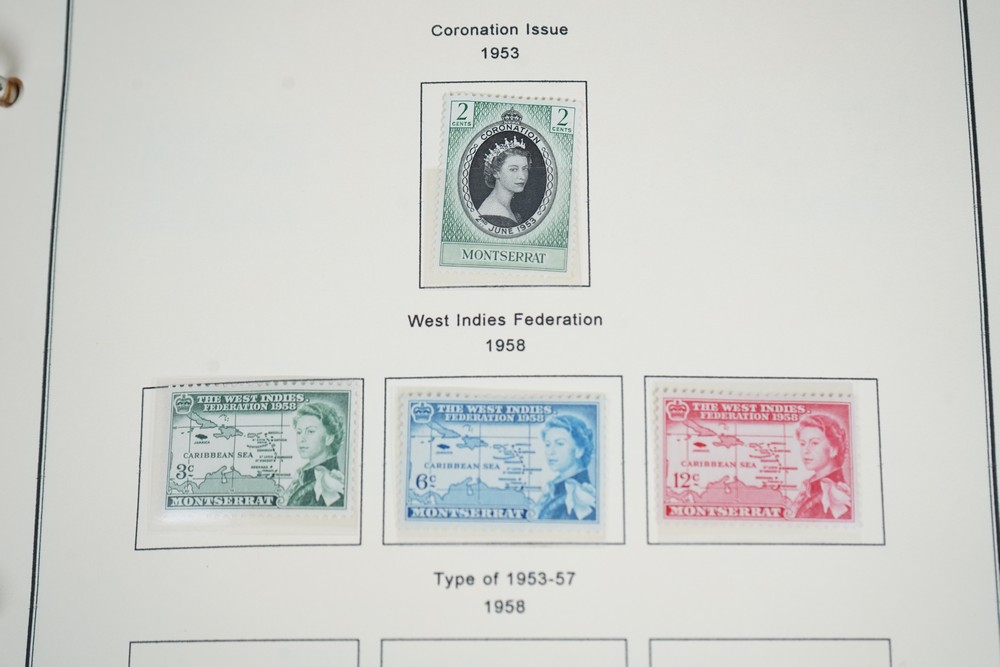 Coronation Issue
1953
2 CENTS 2 CENTS
CORONATION
2ND JUNE 1953
MONTSERRAT
West Indies Federation
1958
THE WEST INDIES
FEDERATION 1958
CARIBBEAN SEA
3c
MONTSERRAT
THE WEST INDIES
FEDERATION 1958
CARIBBEAN SEA
6c
MONTSERRAT
THE WEST INDIES
FEDERATION 1958
CARIBBEAN SEA
12c
MONTSERRAT
Type of 1953-57
1958